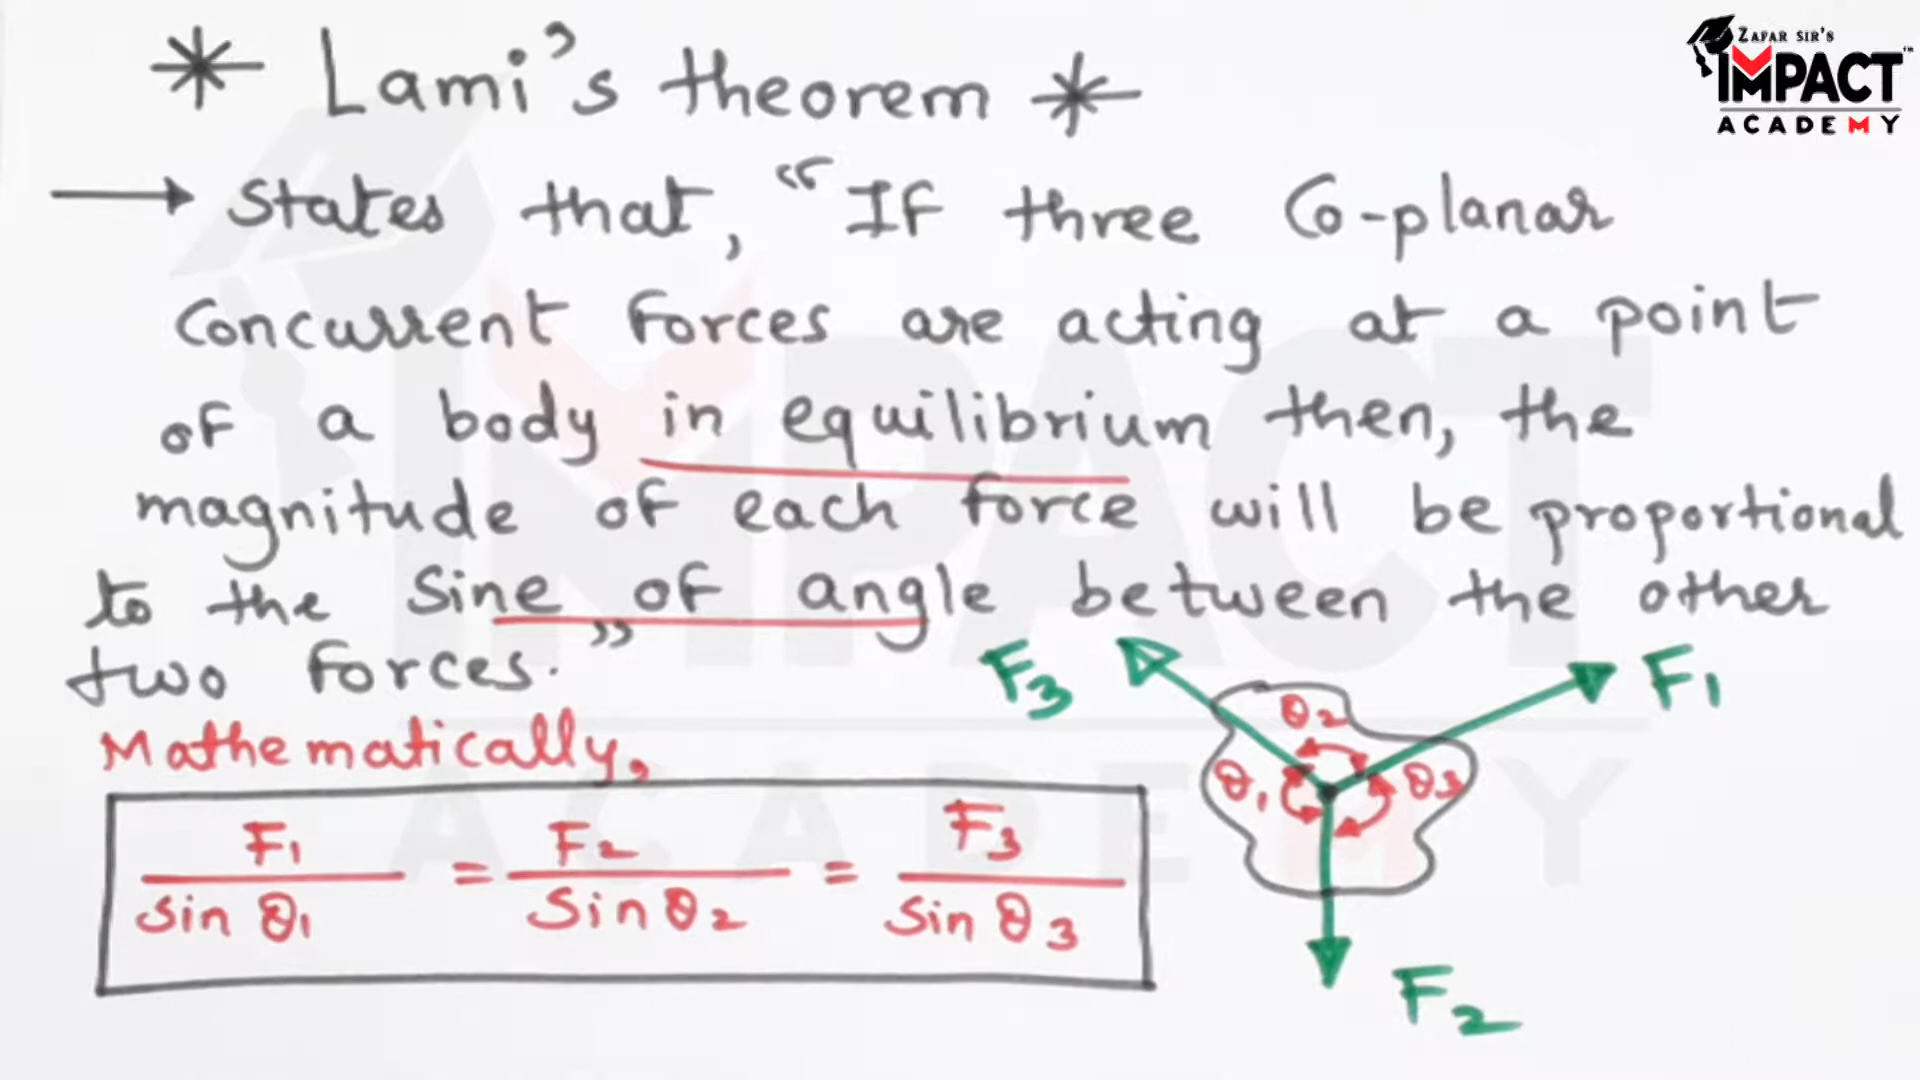 * Lami's theorem *
ZAFAR SIR'S
IMPACT™
ACADEMY
→ States that, "If three Co-planar
Concurrent forces are acting at a point
of a body in equilibrium then, the
magnitude of each force will be proportional
to the Sine of angle between the other
two forces."
Mathematically,
F1/sin θ1 = F2/Sin θ2 = F3/Sin θ3
F3
F1
θ2
θ1
θ3
F2
IMPACT
ACADEMY